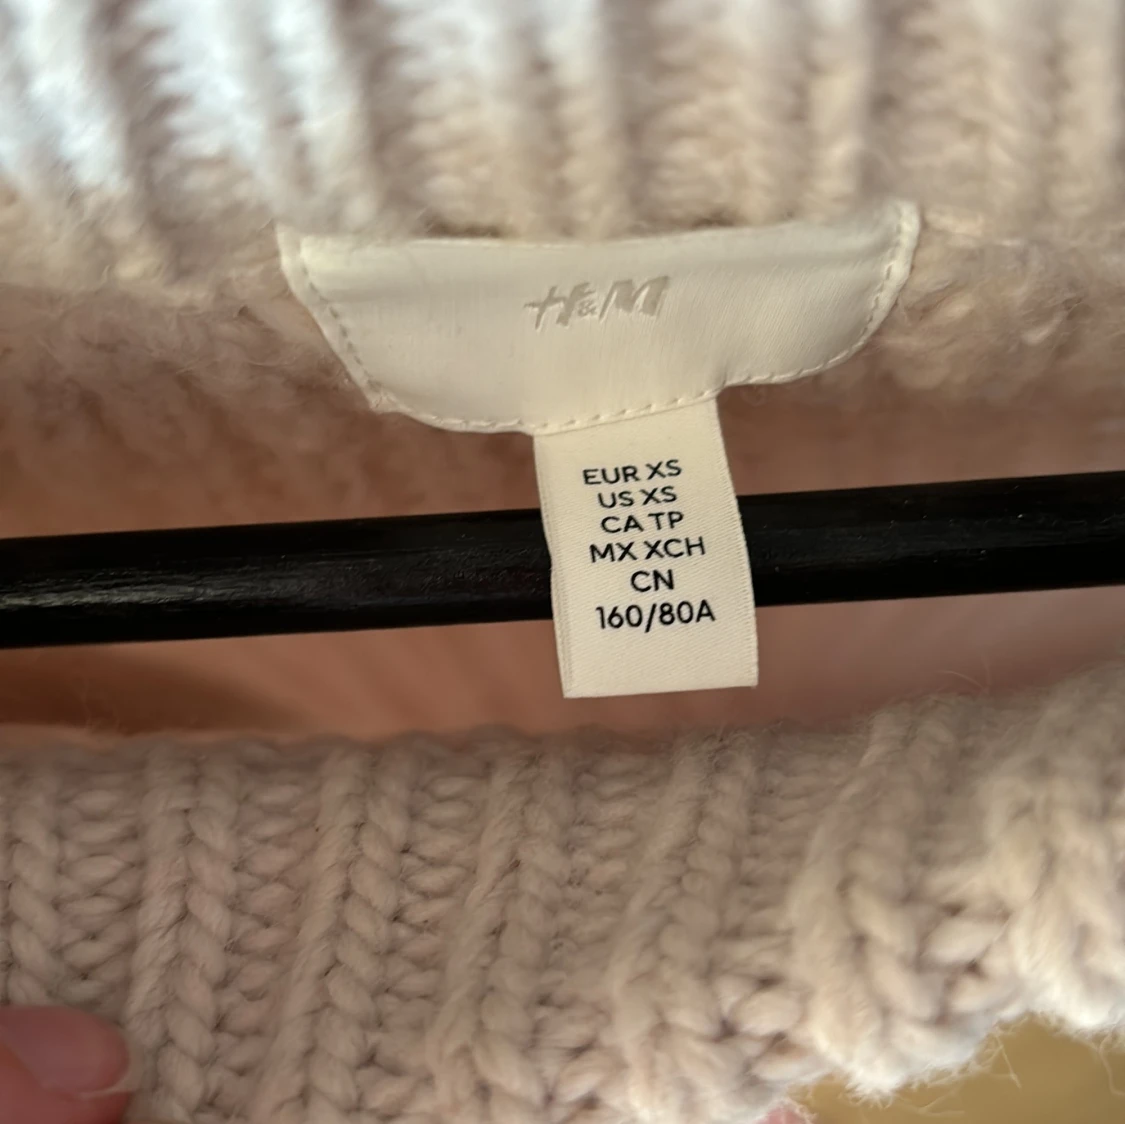 H&M
EUR XS
US XS
CA TP
MX XCH
CN
160/80A